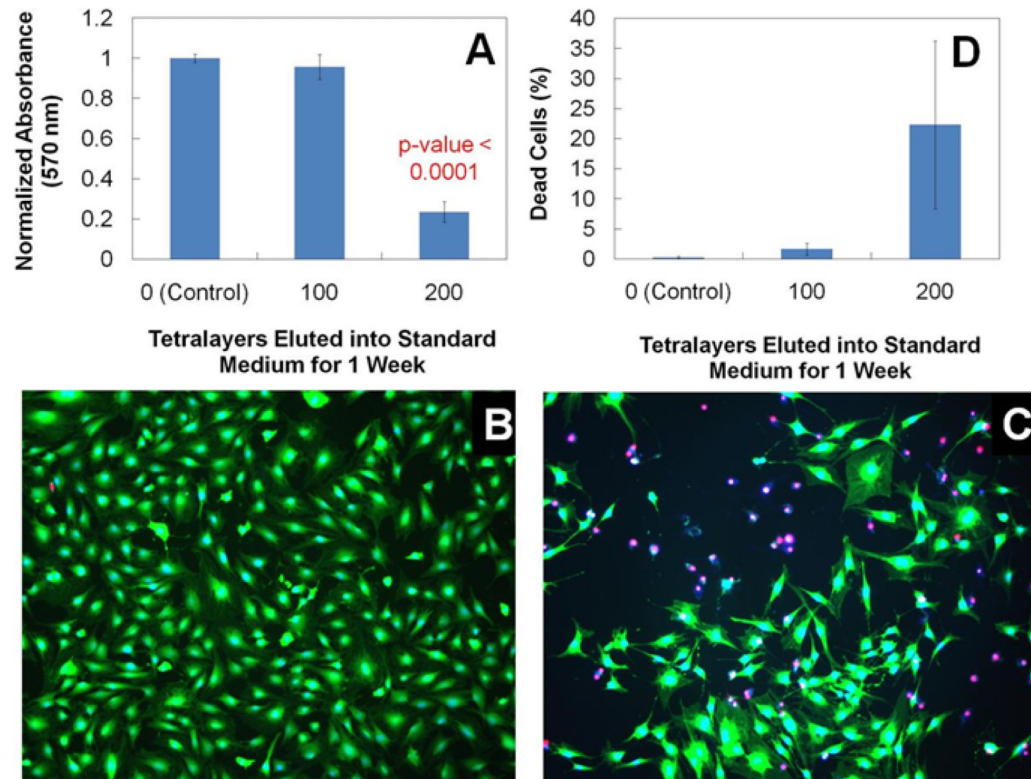 1.2
1
0.8
0.6
0.4
0.2
0
Normalized Absorbance
(570 nm)
A
p-value <
0.0001
0 (Control) 100 200
Tetralayers Eluted into Standard
Medium for 1 Week
40
35
30
25
20
15
10
5
0
Dead Cells (%)
D
0 (Control) 100 200
Tetralayers Eluted into Standard
Medium for 1 Week
B
C